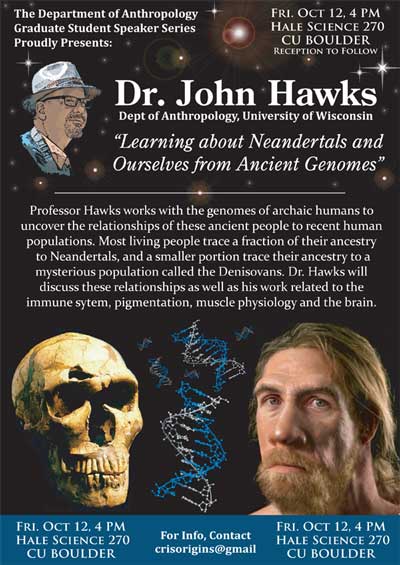 The Department of Anthropology
Graduate Student Speaker Series
Proudly Presents:
Fri. Oct 12, 4 PM
Hale Science 270
CU Boulder
Reception to Follow
Dr. John Hawks
Dept of Anthropology, University of Wisconsin
“Learning about Neandertals and
Ourselves from Ancient Genomes”
Professor Hawks works with the genomes of archaic humans to
uncover the relationships of these ancient people to recent human
populations. Most living people trace a fraction of their ancestry
to Neandertals, and a smaller portion trace their ancestry to a
mysterious population called the Denisovans. Dr. Hawks will
discuss these relationships as well as his work related to the
immune sytem, pigmentation, muscle physiology and the brain.
Fri. Oct 12, 4 PM
Hale Science 270
CU Boulder
For Info, Contact
crisorigins@gmail
Fri. Oct 12, 4 PM
Hale Science 270
CU Boulder